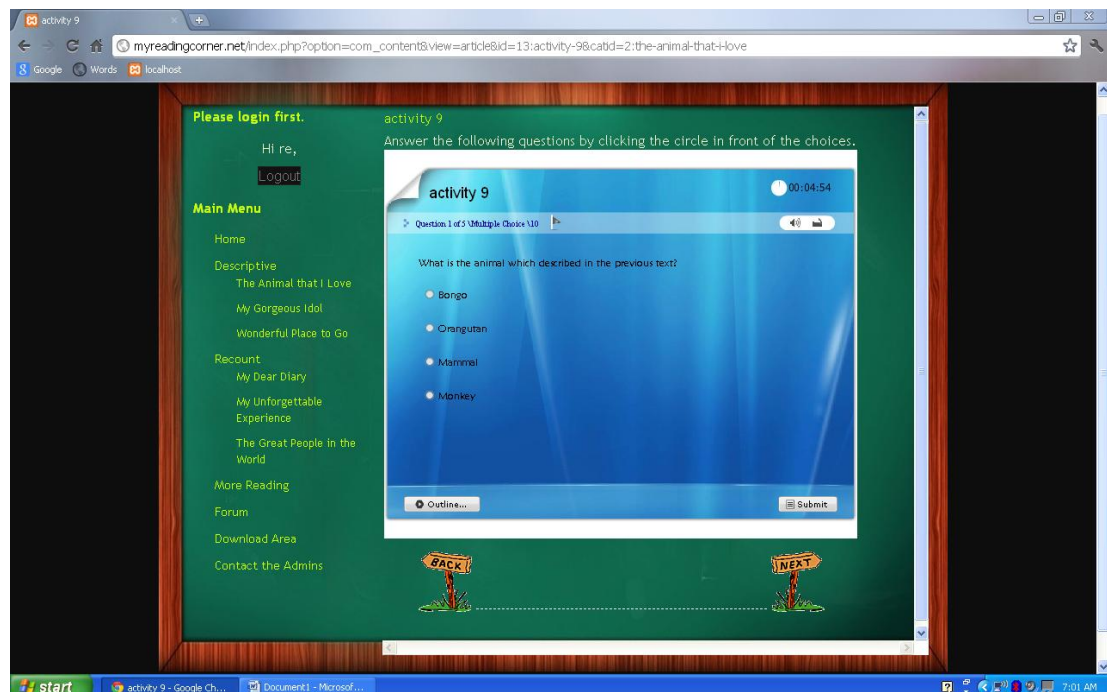 activity 9
myreadingcorner.net/index.php?option=com_content&view=article&id=13:activity-9&catid=2:the-animal-that-i-love
Google Words localhost
Please login first.
Hi re,
Logout
Main Menu
Home
Descriptive
The Animal that I Love
My Gorgeous Idol
Wonderful Place to Go
Recount
My Dear Diary
My Unforgettable
Experience
The Great People in the
World
More Reading
Forum
Download Area
Contact the Admins
activity 9
Answer the following questions by clicking the circle in front of the choices.
activity 9
00:04:54
Question 1 of 5 \Multiple Choice \10
What is the animal which described in the previous text?
Bongo
Orangutan
Mammal
Monkey
Outline...
Submit
BACK
NEXT
start
activity 9 - Google Ch...
Document1 - Microsof...
7:01 AM